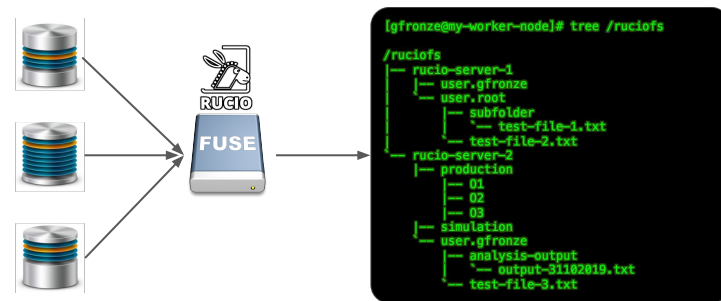 RUCIO
FUSE
[gfronze@my-worker-node]# tree /ruciofs
/ruciofs
|── rucio-server-1
|   |── user.gfronze
|   `── user.root
|       |── subfolder
|       |   `── test-file-1.txt
|       `── test-file-2.txt
`── rucio-server-2
    |── production
    |   |── 01
    |   |── 02
    |   |── 03
    |── simulation
    `── user.gfronze
        |── analysis-output
        |   `── output-31102019.txt
        `── test-file-3.txt